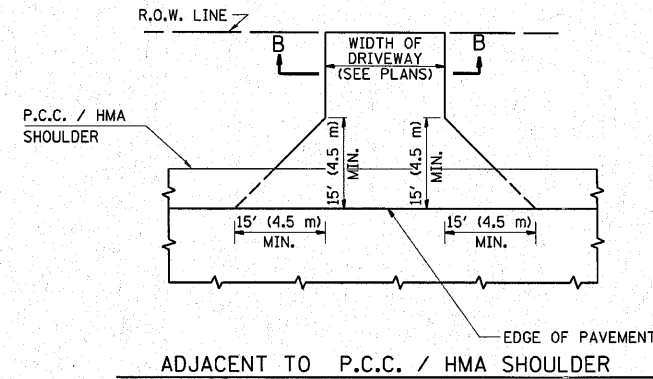 R.O.W. LINE
B
B
WIDTH OF
DRIVEWAY
(SEE PLANS)
P.C.C. / HMA
SHOULDER
15' (4.5 m)
MIN.
15' (4.5 m)
MIN.
15' (4.5 m)
MIN.
15' (4.5 m)
MIN.
EDGE OF PAVEMENT
ADJACENT TO P.C.C. / HMA SHOULDER